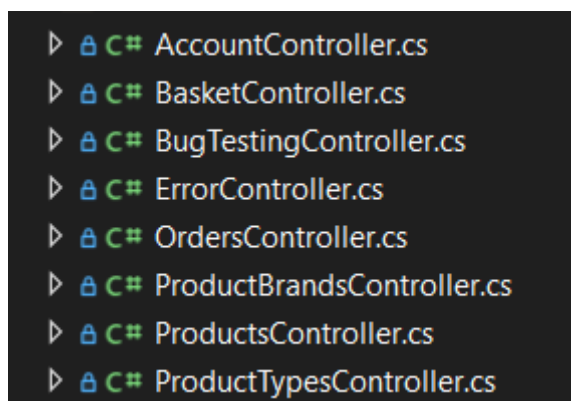 C# AccountController.cs
C# BasketController.cs
C# BugTestingController.cs
C# ErrorController.cs
C# OrdersController.cs
C# ProductBrandsController.cs
C# ProductsController.cs
C# ProductTypesController.cs